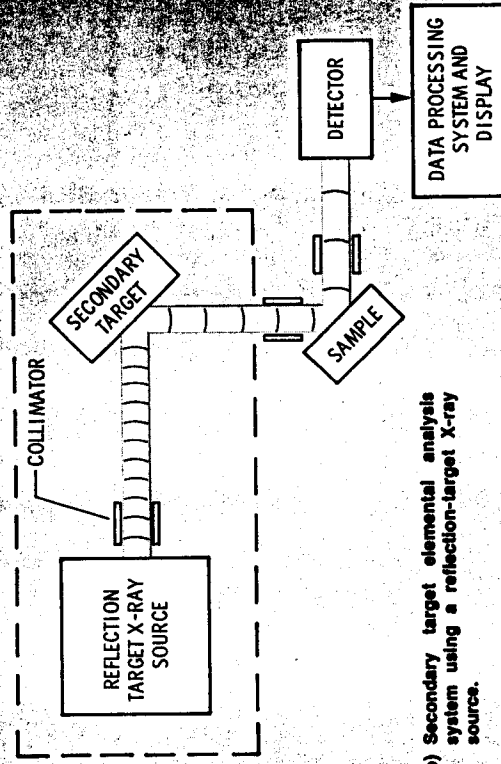 COLLIMATOR
REFLECTION
TARGET X-RAY
SOURCE
SECONDARY
TARGET
SAMPLE
DETECTOR
DATA PROCESSING
SYSTEM AND
DISPLAY
) Secondary target elemental analysis
system using a reflection-target X-ray
source.